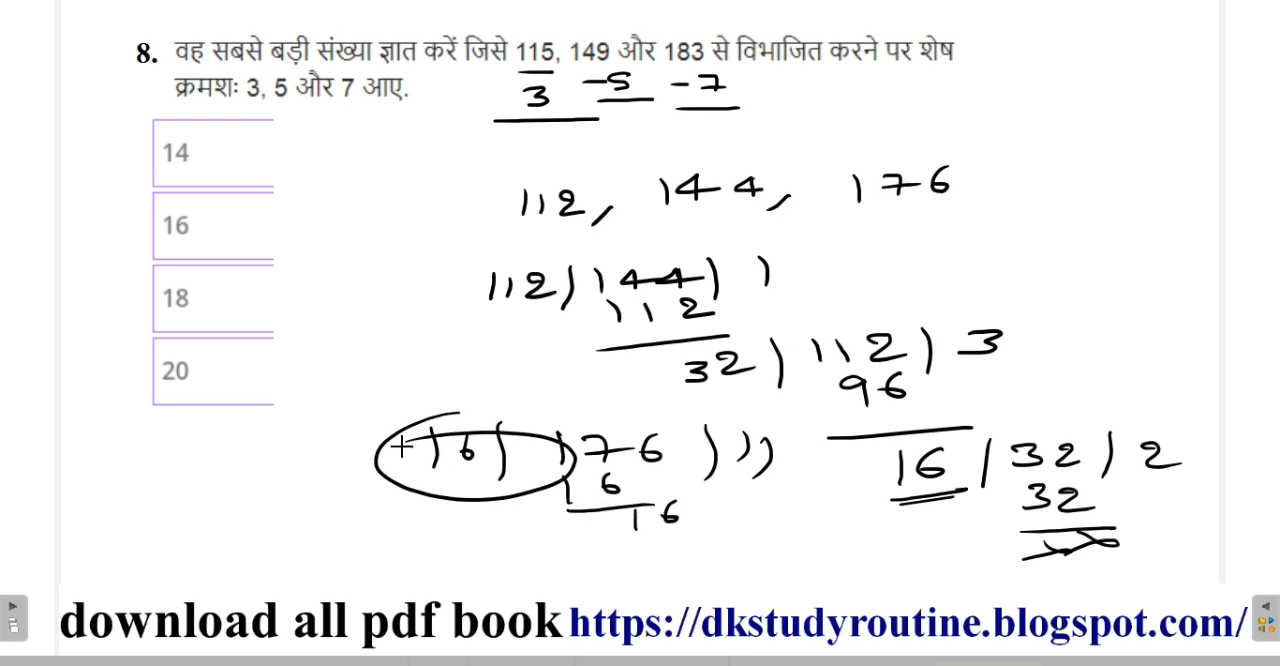 8. वह सबसे बड़ी संख्या ज्ञात करें जिसे 115, 149 और 183 से विभाजित करने पर शेष
क्रमशः 3, 5 और 7 आए.
3 -5 -7
14
16
18
20
112, 144, 176
112)144)1
112
32)112)3
96
16)176)11
16
16
16)32)2
32
download all pdf book https://dkstudyroutine.blogspot.com/